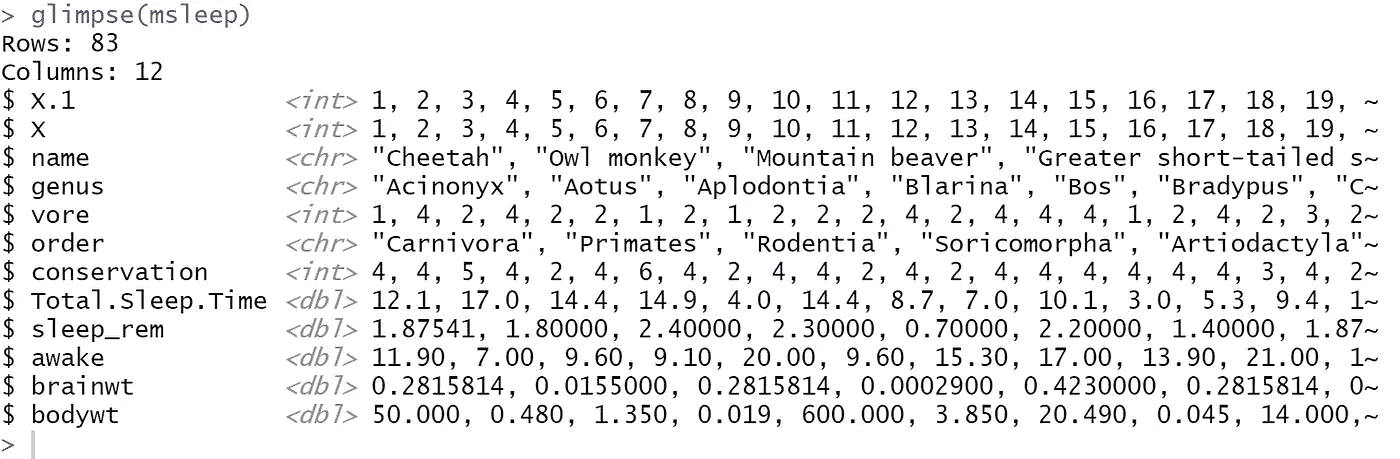 > glimpse(msleep)
Rows: 83
Columns: 12
$ X.1              <int> 1, 2, 3, 4, 5, 6, 7, 8, 9, 10, 11, 12, 13, 14, 15, 16, 17, 18, 19, ~
$ X                <int> 1, 2, 3, 4, 5, 6, 7, 8, 9, 10, 11, 12, 13, 14, 15, 16, 17, 18, 19, ~
$ name             <chr> "Cheetah", "Owl monkey", "Mountain beaver", "Greater short-tailed s~
$ genus            <chr> "Acinonyx", "Aotus", "Aplodontia", "Blarina", "Bos", "Bradypus", "C~
$ vore             <int> 1, 4, 2, 4, 2, 2, 1, 2, 1, 2, 2, 2, 4, 2, 4, 4, 4, 1, 2, 4, 2, 3, 2~
$ order            <chr> "Carnivora", "Primates", "Rodentia", "Soricomorpha", "Artiodactyla"~
$ conservation     <int> 4, 4, 5, 4, 2, 4, 6, 4, 2, 4, 4, 2, 4, 2, 4, 4, 4, 4, 4, 4, 3, 4, 2~
$ Total.Sleep.Time <dbl> 12.1, 17.0, 14.4, 14.9, 4.0, 14.4, 8.7, 7.0, 10.1, 3.0, 5.3, 9.4, 1~
$ sleep_rem        <dbl> 1.87541, 1.80000, 2.40000, 2.30000, 0.70000, 2.20000, 1.40000, 1.87~
$ awake            <dbl> 11.90, 7.00, 9.60, 9.10, 20.00, 9.60, 15.30, 17.00, 13.90, 21.00, 1~
$ brainwt          <dbl> 0.2815814, 0.0155000, 0.2815814, 0.0002900, 0.4230000, 0.2815814, 0~
$ bodywt           <dbl> 50.000, 0.480, 1.350, 0.019, 600.000, 3.850, 20.490, 0.045, 14.000,~
>